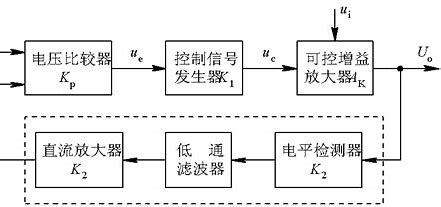 u_i
电压比较器
K_p
u_e
控制信号
发生器K_1
u_c
可控增益
放大器A_K
U_o
直流放大器
K_2
低 通
滤波器
电平检测器
K_2